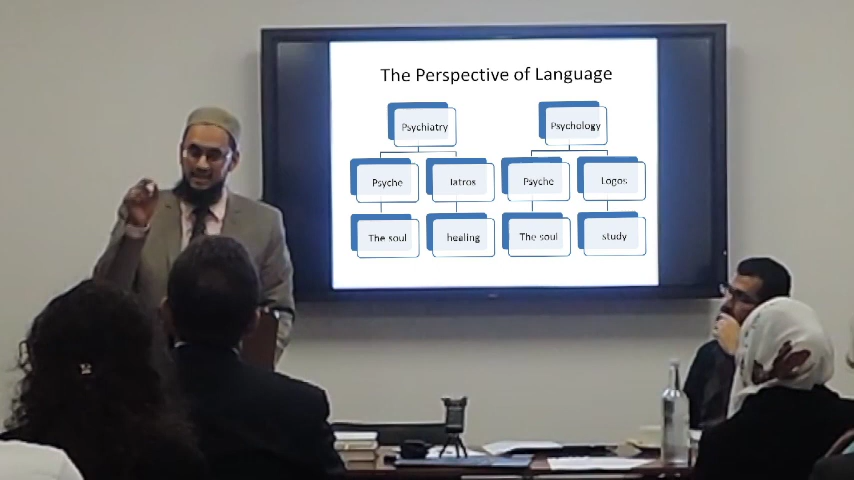 The Perspective of Language
Psychiatry Psychology
Psyche Iatros Psyche Logos
The soul healing The soul study